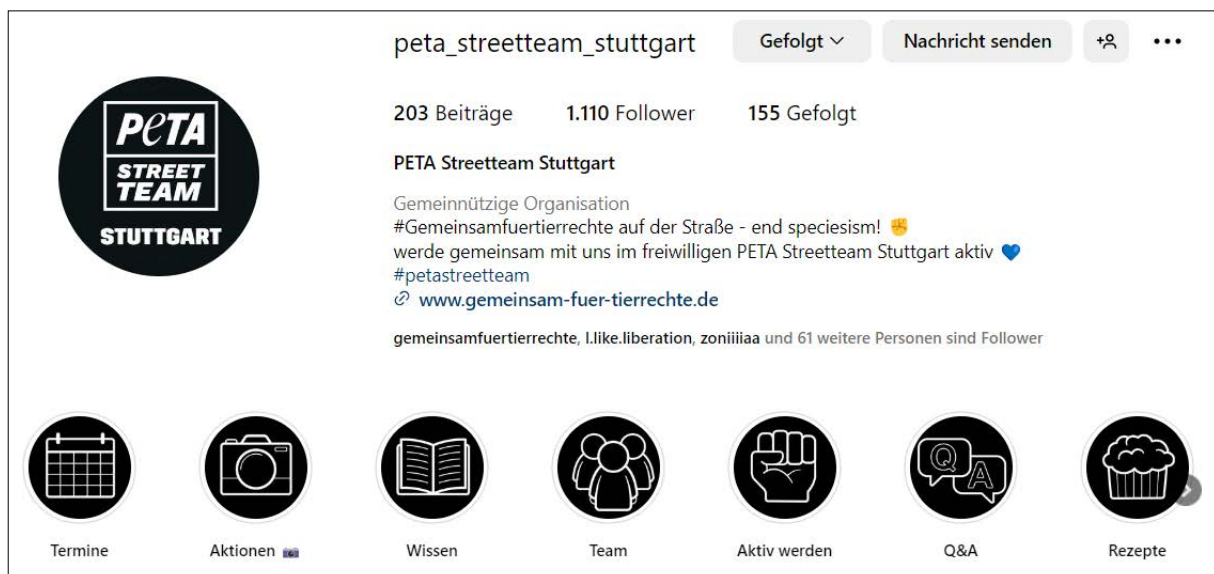 peta_streetteam_stuttgart
Gefolgt
Nachricht senden
203 Beiträge
1.110 Follower
155 Gefolgt
PETA
STREET
TEAM
STUTTGART
PETA Streetteam Stuttgart
Gemeinnützige Organisation
#Gemeinsamfuertierrechte auf der Straße - end speciesism! ✊
werde gemeinsam mit uns im freiwilligen PETA Streetteam Stuttgart aktiv 💙
#petastreetteam
www.gemeinsam-fuer-tierrechte.de
gemeinsamfuertierrechte, l.like.liberation, zoniiiiaa und 61 weitere Personen sind Follower
Q
A
Termine
Aktionen 📷
Wissen
Team
Aktiv werden
Q&A
Rezepte